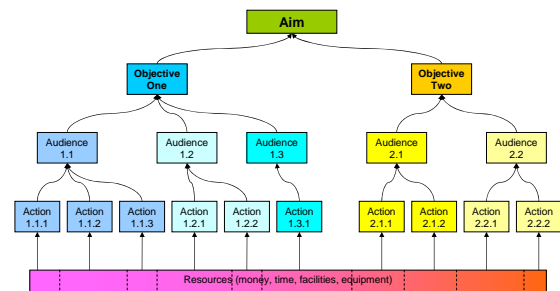 Aim
Objective
One
Objective
Two
Audience
1.1
Audience
1.2
Audience
1.3
Audience
2.1
Audience
2.2
Action
1.1.1
Action
1.1.2
Action
1.1.3
Action
1.2.1
Action
1.2.2
Action
1.3.1
Action
2.1.1
Action
2.1.2
Action
2.2.1
Action
2.2.2
Resources (money, time, facilities, equipment)